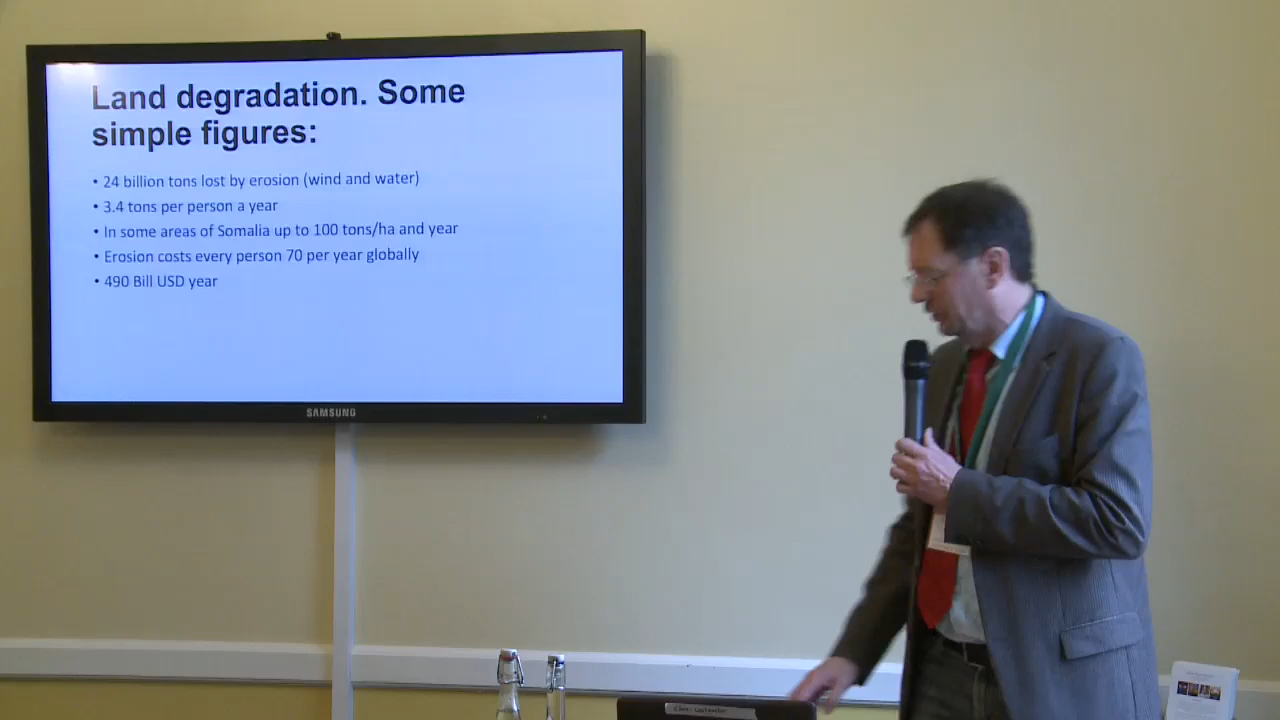 Land degradation. Some
simple figures:
• 24 billion tons lost by erosion (wind and water)
• 3.4 tons per person a year
• In some areas of Somalia up to 100 tons/ha and year
• Erosion costs every person 70 per year globally
• 490 Bill USD year
SAMSUNG